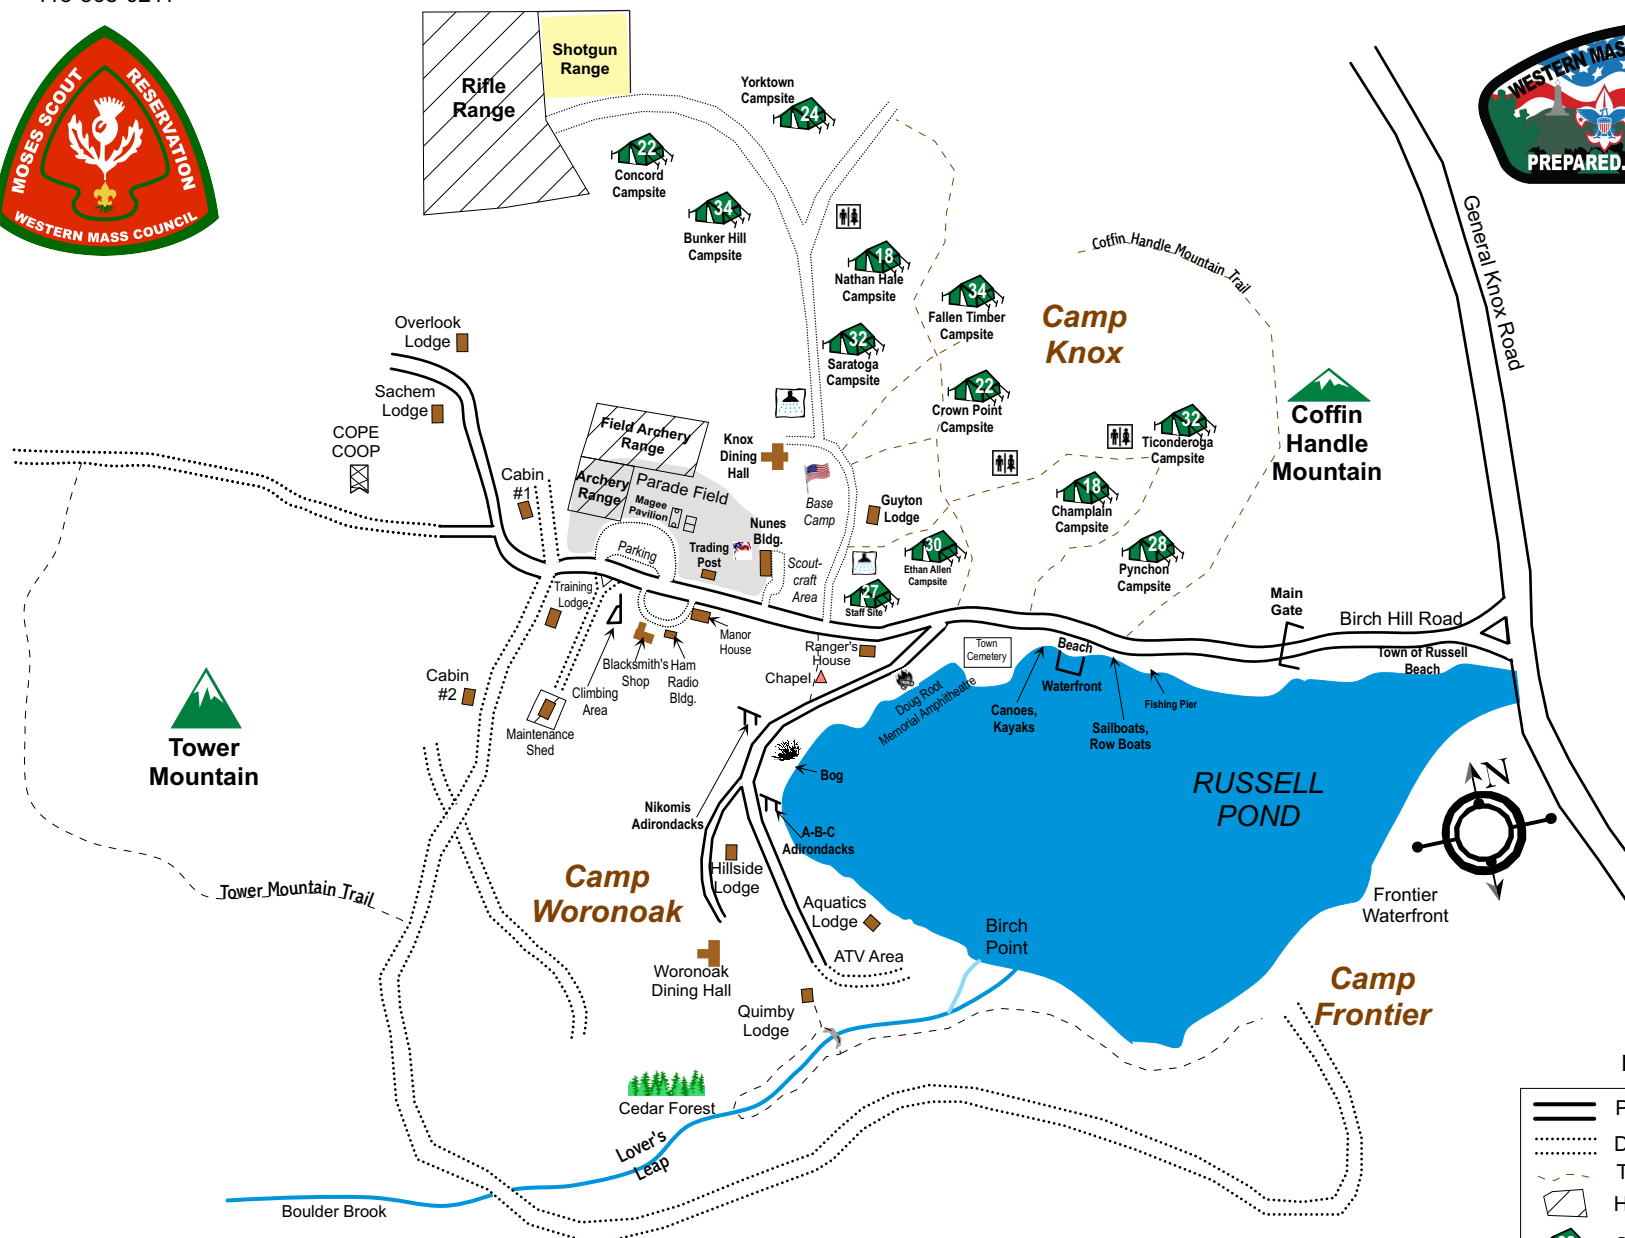 MOSES SCOUT
RESERVATION
WESTERN MASS COUNCIL
WESTERN MAS
PREPARED.
Rifle
Range
Shotgun
Range
Yorktown
Campsite
24
22
Concord
Campsite
34
Bunker Hill
Campsite
18
Nathan Hale
Campsite
34
Fallen Timber
Campsite
32
Saratoga
Campsite
22
Crown Point
Campsite
32
Ticonderoga
Campsite
18
Champlain
Campsite
28
Pynchon
Campsite
30
Ethan Allen
Campsite
27
Staff Site
Coffin Handle Mountain Trail
Camp
Knox
Coffin
Handle
Mountain
General Knox Road
Overlook
Lodge
Sachem
Lodge
COPE
COOP
Cabin
#1
Field Archery
Range
Archery
Range
Parade Field
Magee
Pavilion
Knox
Dining
Hall
Base
Camp
Guyton
Lodge
Nunes
Bldg.
Trading
Post
Parking
Scout-
craft
Area
Training
Lodge
Main
Gate
Birch Hill Road
Town of Russell
Beach
Manor
House
Ranger's
House
Chapel
Town
Cemetery
Beach
Waterfront
Canoes,
Kayaks
Sailboats,
Row Boats
Fishing Pier
Doug Root
Memorial Amphitheatre
Blacksmith's
Shop
Ham
Radio
Bldg.
Climbing
Area
Maintenance
Shed
Cabin
#2
Tower
Mountain
Bog
Nikomis
Adirondacks
A-B-C
Adirondacks
RUSSELL
POND
N
Hillside
Lodge
Camp
Woronoak
Tower Mountain Trail
Aquatics
Lodge
ATV Area
Birch
Point
Frontier
Waterfront
Woronoak
Dining Hall
Quimby
Lodge
Camp
Frontier
Cedar Forest
Lover's
Leap
Boulder Brook